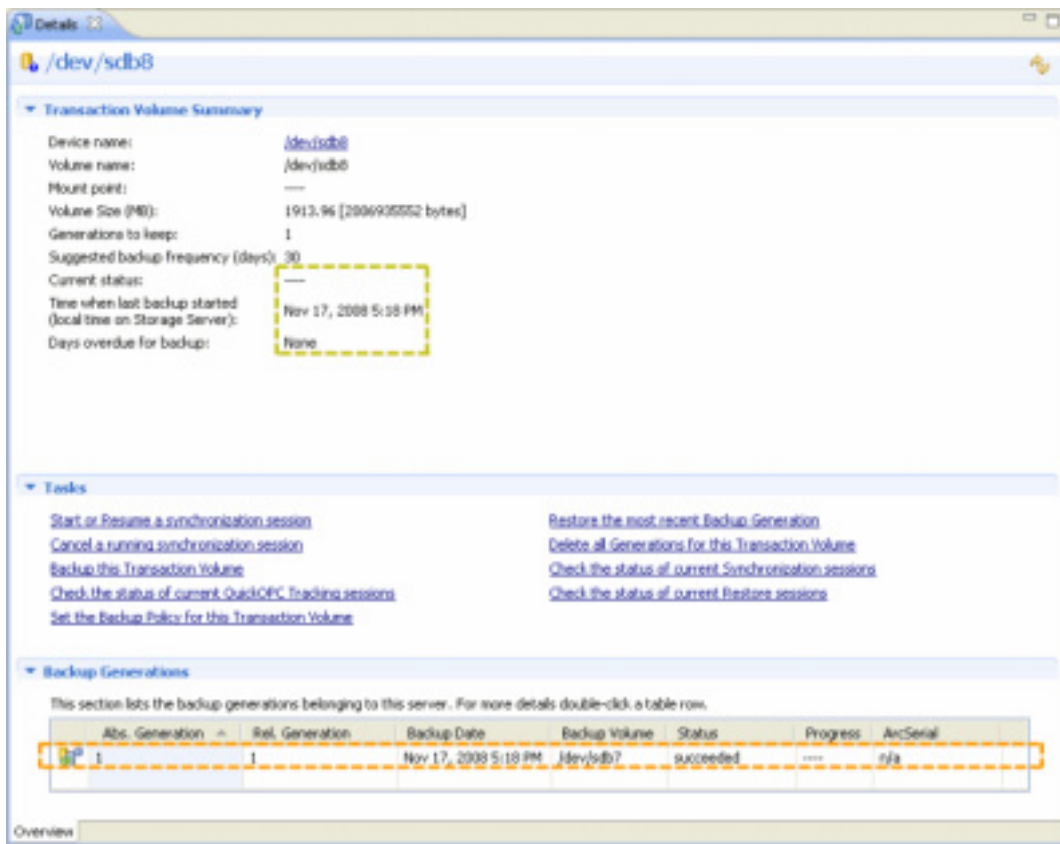 Details
/dev/sdb8
Transaction Volume Summary
Device name: /dev/sdb8
Volume name: /dev/sdb8
Mount point: ----
Volume Size (MB): 1913.96 [2006935552 bytes]
Generations to keep: 1
Suggested backup frequency (days): 30
Current status: ----
Time when last backup started
(local time on Storage Server): Nov 17, 2008 5:18 PM
Days overdue for backup: None
Tasks
Start or Resume a synchronization session
Restore the most recent Backup Generation
Cancel a running synchronization session
Delete all Generations for this Transaction Volume
Backup this Transaction Volume
Check the status of current Synchronization sessions
Check the status of current QuickOPC Tracking sessions
Check the status of current Restore sessions
Set the Backup Policy for this Transaction Volume
Backup Generations
This section lists the backup generations belonging to this server. For more details double-click a table row.
Abs. Generation Rel. Generation Backup Date Backup Volume Status Progress ArcSerial
1 1 Nov 17, 2008 5:18 PM /dev/sdb7 succeeded ---- n/a
Overview